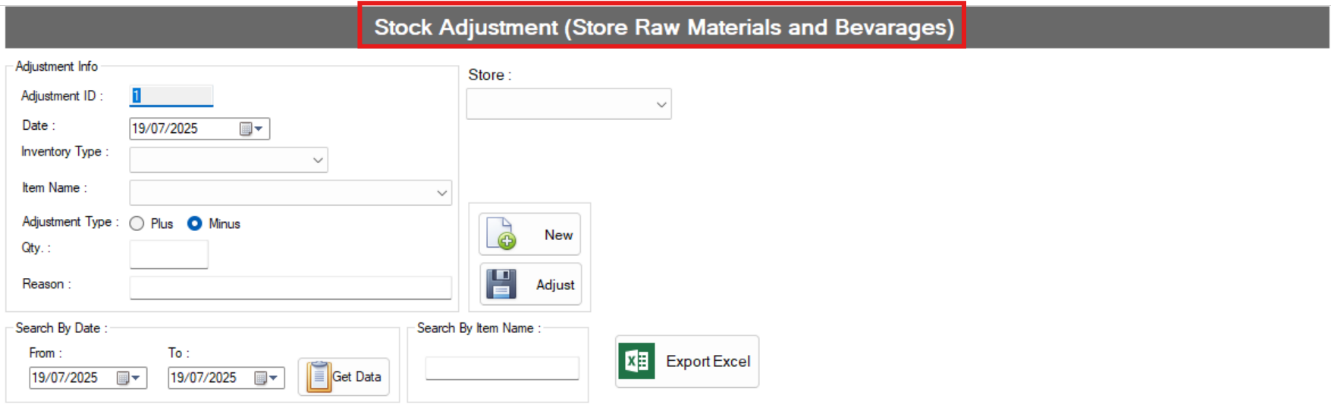 Stock Adjustment (Store Raw Materials and Bevarages)
Adjustment Info
Adjustment ID : 1
Date : 19/07/2025
Inventory Type :
Item Name :
Adjustment Type : Plus Minus
Qty. :
Reason :
Store :
New
Adjust
Search By Date :
From : To :
19/07/2025 19/07/2025 Get Data
Search By Item Name :
Export Excel